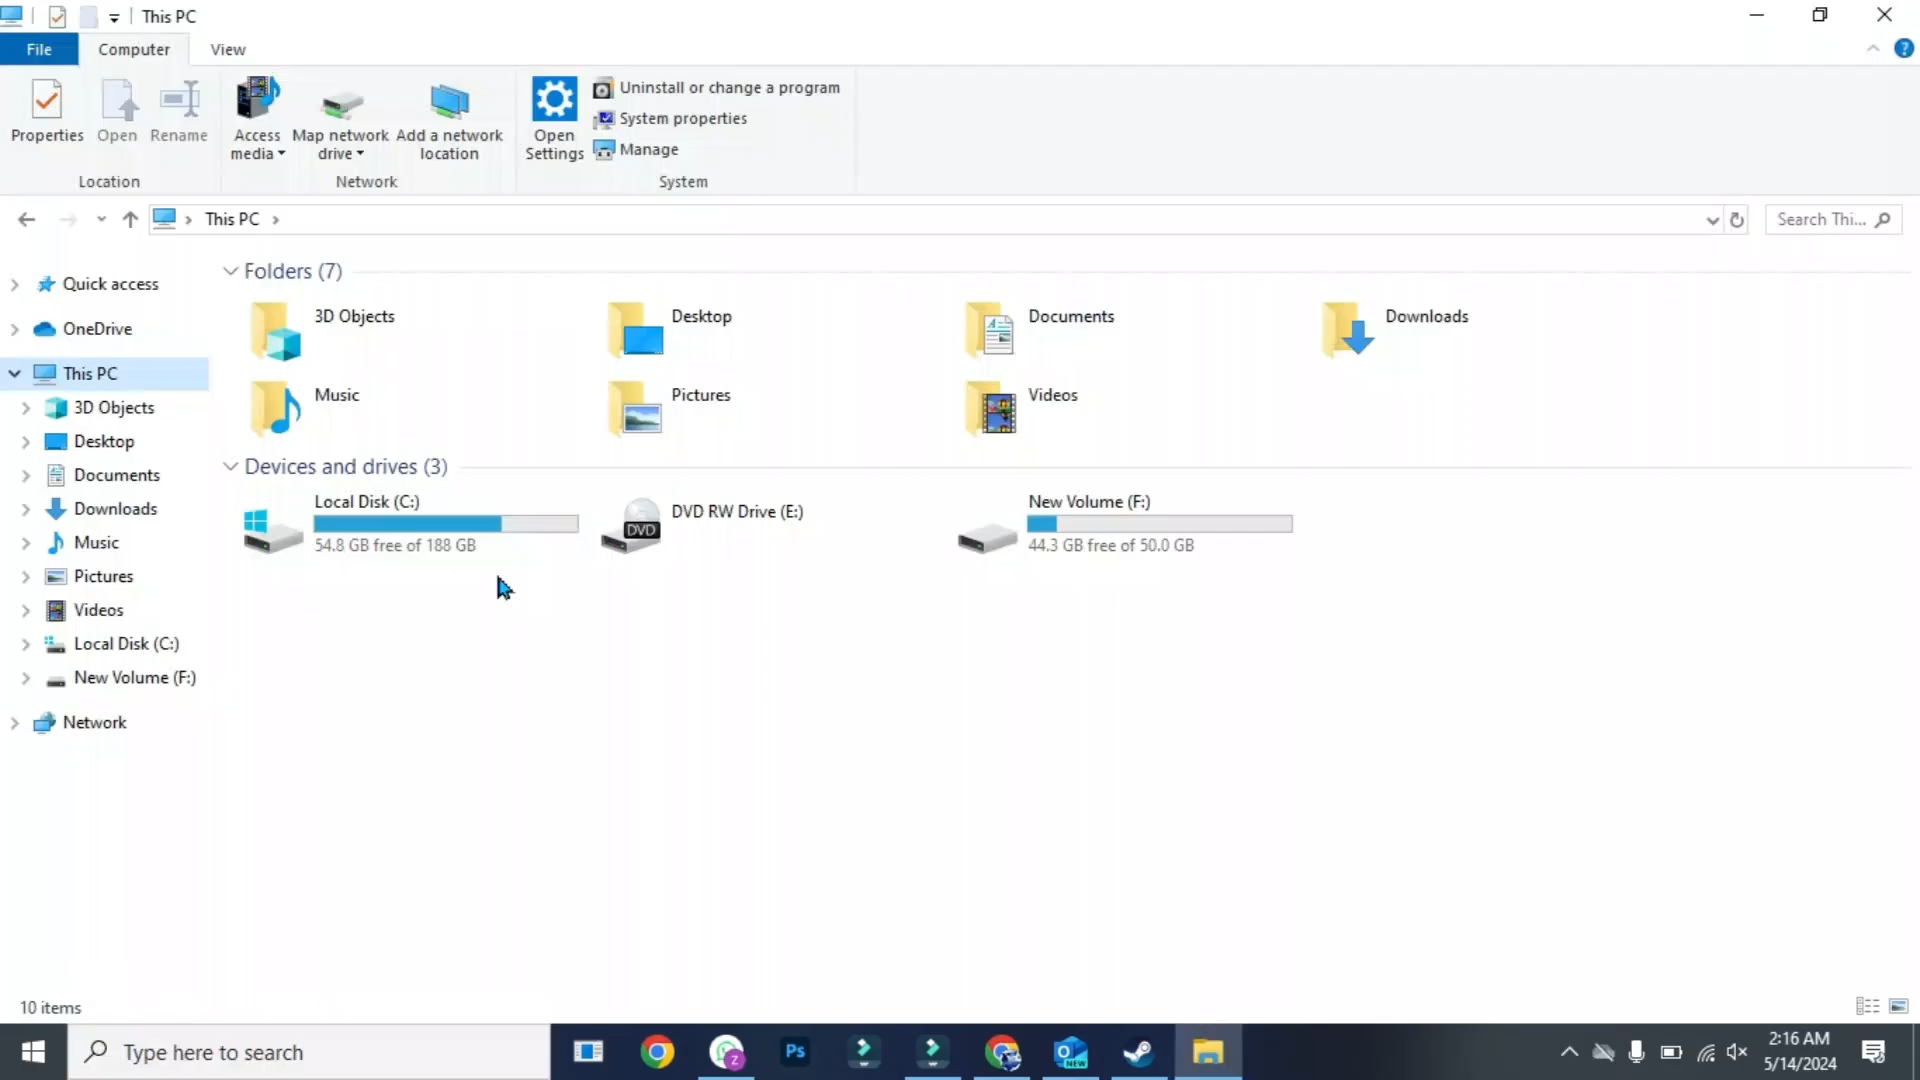 This PC
File Computer View
Properties Open Rename Access media Map network drive Add a network location Open Settings
Uninstall or change a program
System properties
Manage
Location Network System
This PC
Search Thi...
Quick access
OneDrive
This PC
3D Objects
Desktop
Documents
Downloads
Music
Pictures
Videos
Local Disk (C:)
New Volume (F:)
Network
Folders (7)
3D Objects Desktop Documents Downloads
Music Pictures Videos
Devices and drives (3)
Local Disk (C:)
54.8 GB free of 188 GB
DVD
DVD RW Drive (E:)
New Volume (F:)
44.3 GB free of 50.0 GB
10 items
Type here to search
Z
Ps
NEW
2:16 AM
5/14/2024